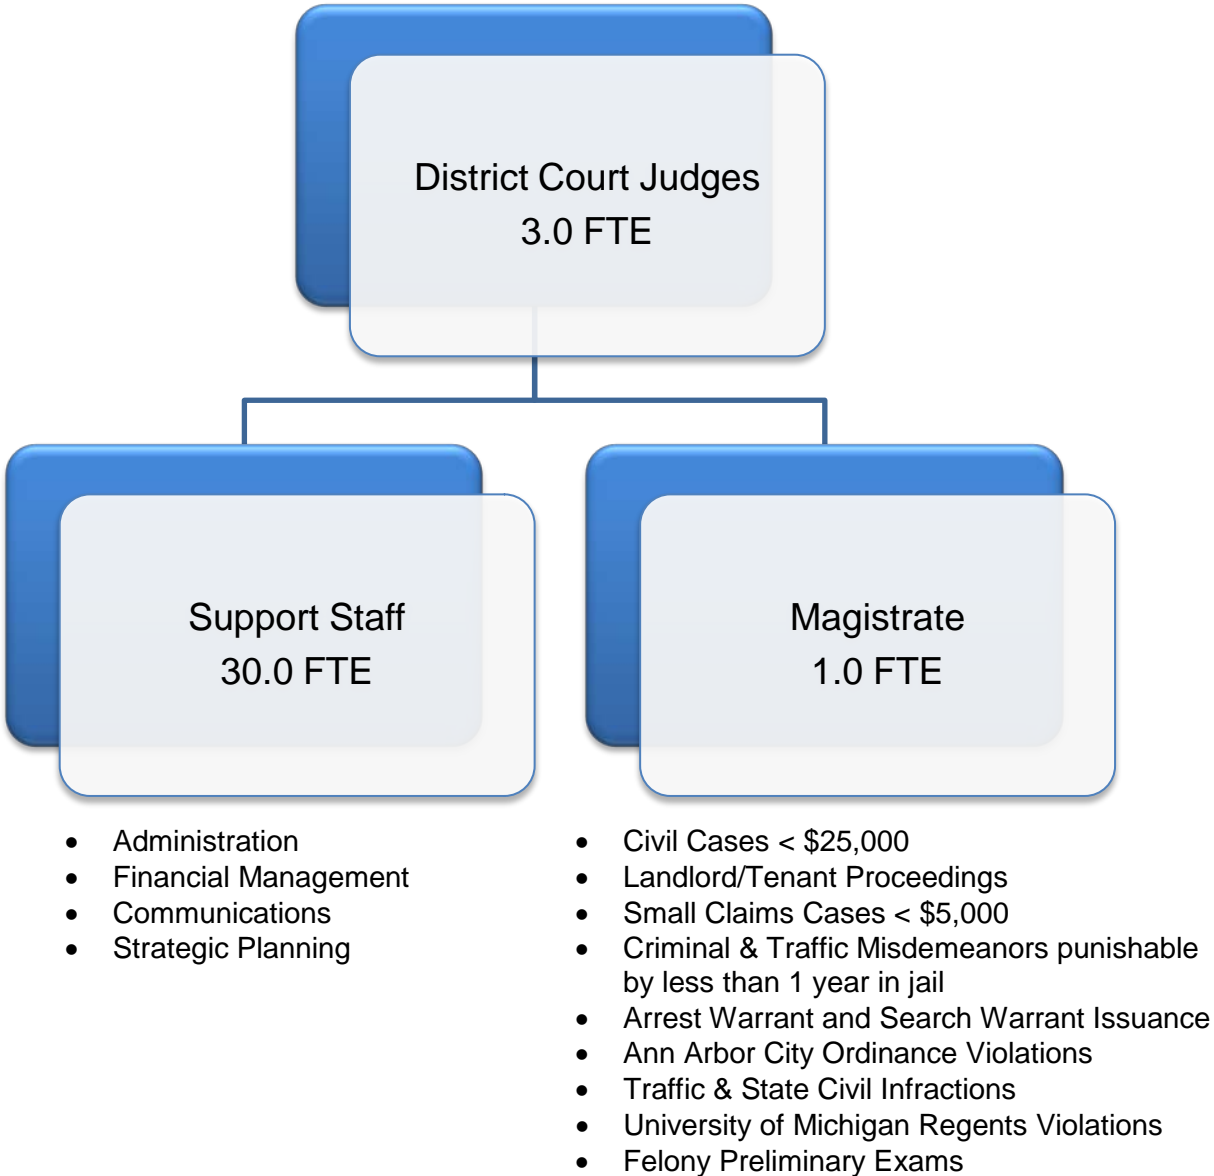 District Court Judges
3.0 FTE
Support Staff
30.0 FTE
Magistrate
1.0 FTE
• Administration
• Financial Management
• Communications
• Strategic Planning
• Civil Cases < $25,000
• Landlord/Tenant Proceedings
• Small Claims Cases < $5,000
• Criminal & Traffic Misdemeanors punishable
by less than 1 year in jail
• Arrest Warrant and Search Warrant Issuance
• Ann Arbor City Ordinance Violations
• Traffic & State Civil Infractions
• University of Michigan Regents Violations
• Felony Preliminary Exams